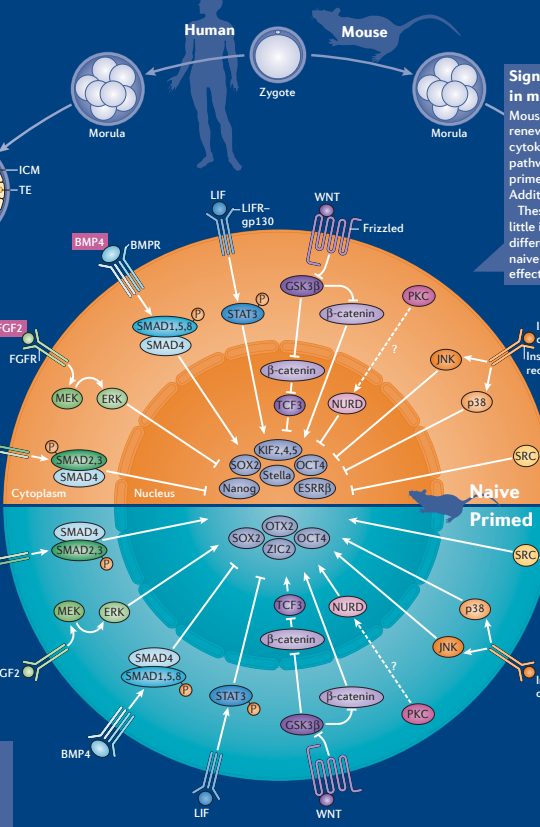 Human
Mouse
Zygote
Morula
Morula
Sign
in m
Mous
renew
cytok
pathw
prime
Addit
Thes
little i
differ
naive
effect
ICM
TE
LIF
LIFR–
gp130
WNT
Frizzled
BMP4
BMPR
GSK3β
PKC
P
P
SMAD1,5,8
STAT3
β-catenin
SMAD4
?
FGF2
FGFR
JNK
Ins
rec
β-catenin
MEK
ERK
TCF3
NURD
p38
P
KIF2,4,5
SMAD2,3
SOX2
OCT4
SRC
SMAD4
Stella
Nanog
ESRRβ
Cytoplasm
Nucleus
Naive
Primed
SMAD4
OTX2
SMAD2,3
SOX2
OCT4
ZIC2
SRC
P
MEK
ERK
TCF3
NURD
p38
β-catenin
JNK
SMAD4
?
GF2
SMAD1,5,8
P
STAT3
β-catenin
P
PKC
GSK3β
BMP4
LIF
WNT